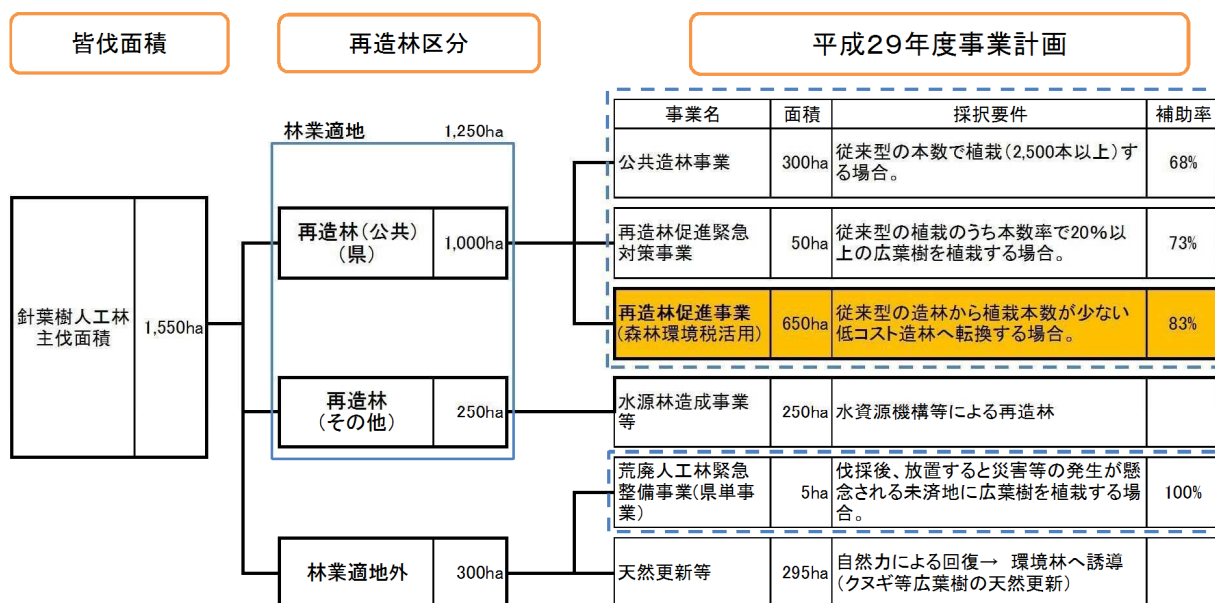 皆伐面積
再造林区分
平成29年度事業計画
事業名
面積
採択要件
補助率
林業適地
1,250ha
公共造林事業
300ha
従来型の本数で植栽(2,500本以上)す
る場合。
68%
再造林(公共)
(県)
1,000ha
再造林促進緊急
対策事業
50ha
従来型の植栽のうち本数率で20%以
上の広葉樹を植栽する場合。
73%
針葉樹人工林
主伐面積
1,550ha
再造林促進事業
(森林環境税活用)
650ha
従来型の造林から植栽本数が少ない
低コスト造林へ転換する場合。
83%
再造林
(その他)
250ha
水源林造成事業
等
250ha
水資源機構等による再造林
荒廃人工林緊急
整備事業(県単事
業)
5ha
伐採後、放置すると災害等の発生が懸
念される未済地に広葉樹を植栽する場
合。
100%
林業適地外
300ha
天然更新等
295ha
自然力による回復→ 環境林へ誘導
(クヌギ等広葉樹の天然更新)